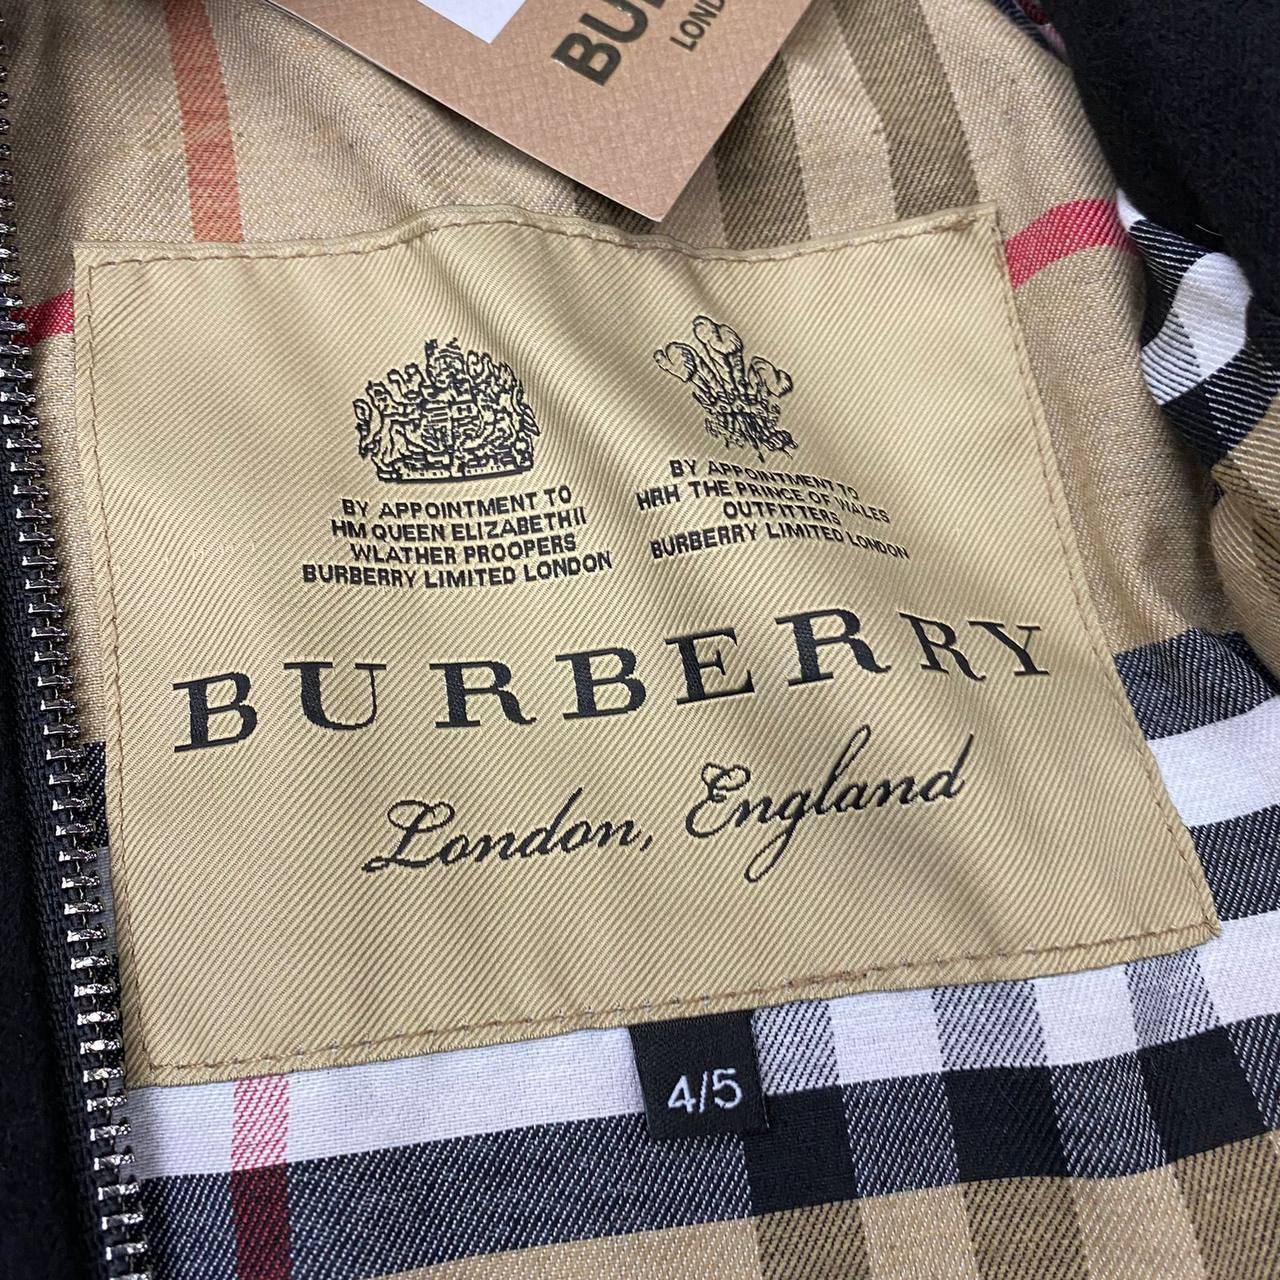 BU
LOND
BY APPOINTMENT TO
HM QUEEN ELIZABETH II
WLATHER PROOPERS
BURBERRY LIMITED LONDON
BY APPOINTMENT TO
HRH THE PRINCE OF WALES
OUTFITTERS
BURBERRY LIMITED LONDON
BURBERRY
London, England
4/5